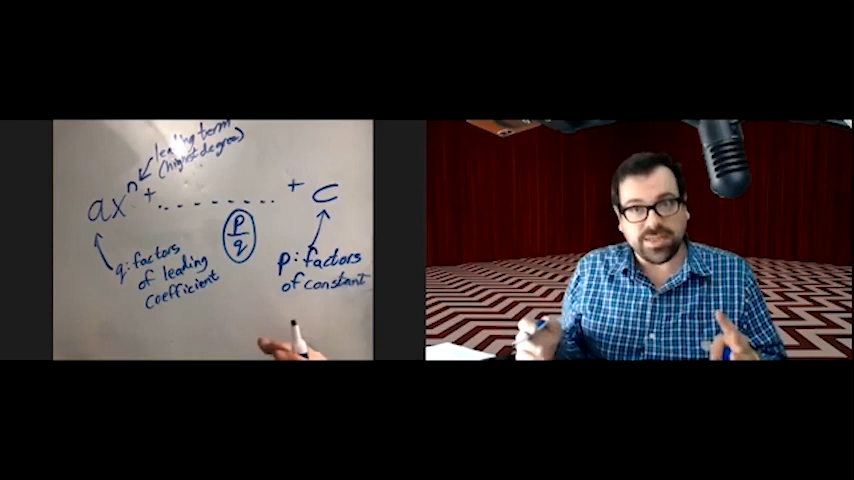 leading term
(highest degree)
ax^n + - - - - - - - - + c
p/q
q: factors
of leading
coefficient
p: factors
of constant